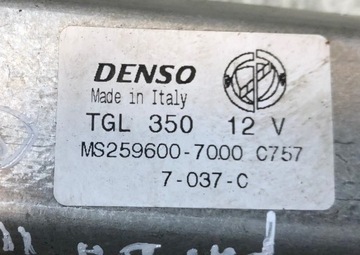 DENSO
Made in Italy
TGL 350 12 V
MS259600-7000 C757
7-037-C